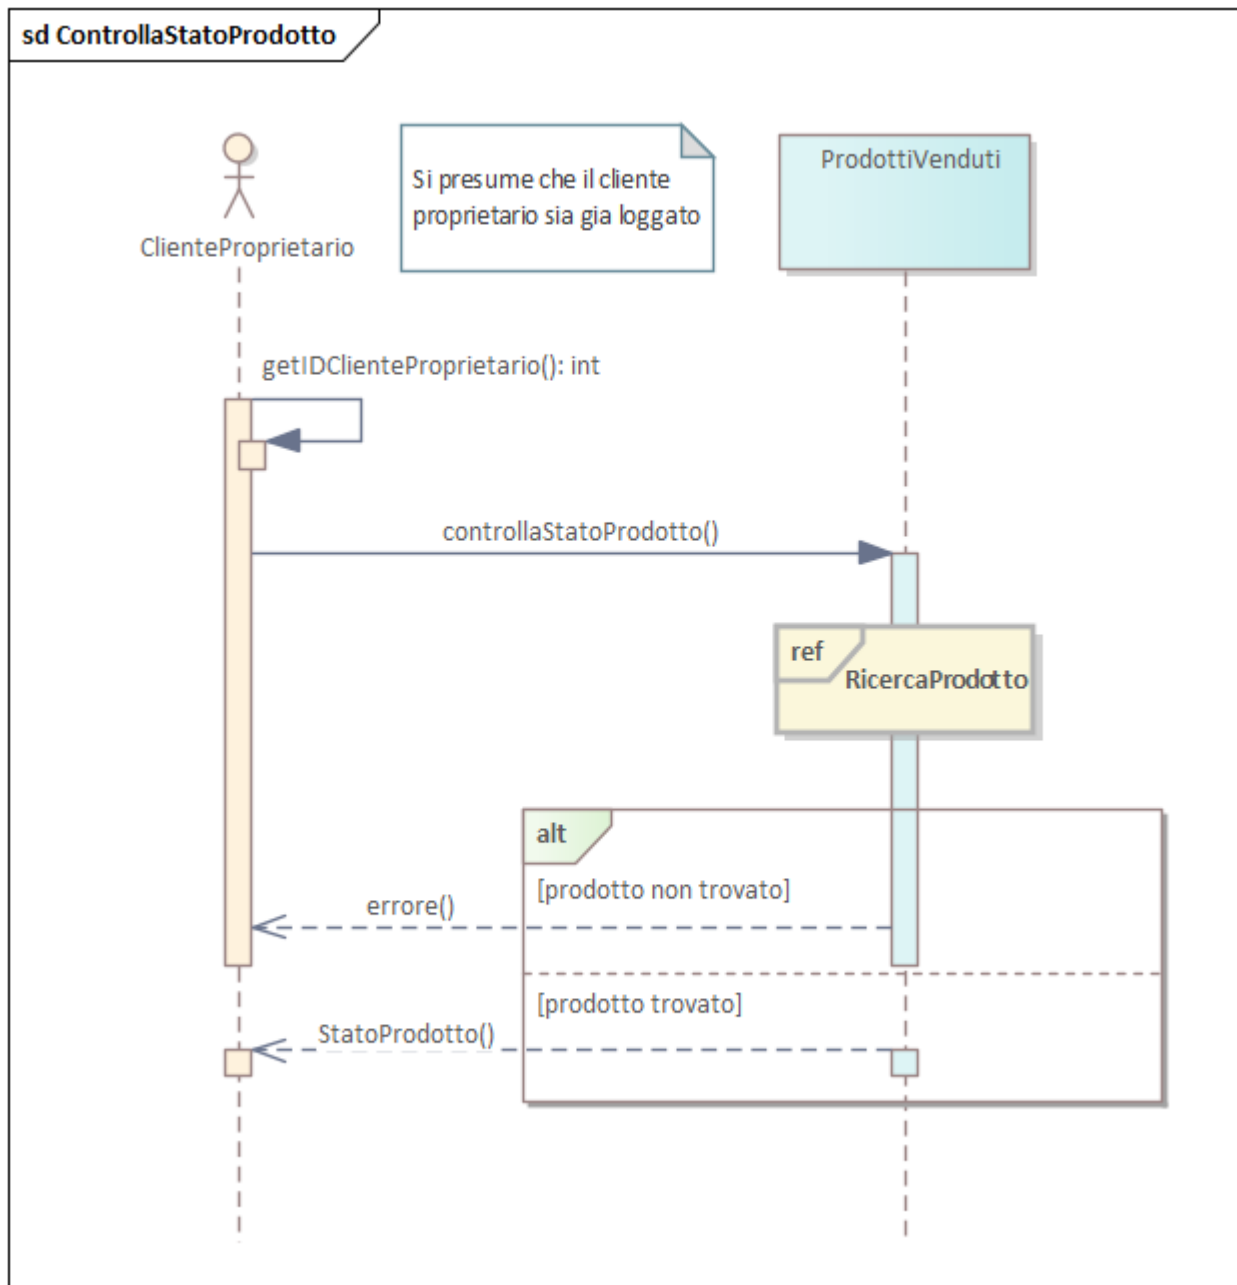 sd ControllaStatoProdotto
Si presume che il cliente
proprietario sia gia loggato
ProdottiVenduti
ClienteProprietario
getIDClienteProprietario(): int
controllaStatoProdotto()
ref
RicercaProdotto
alt
[prodotto non trovato]
errore()
[prodotto trovato]
StatoProdotto()